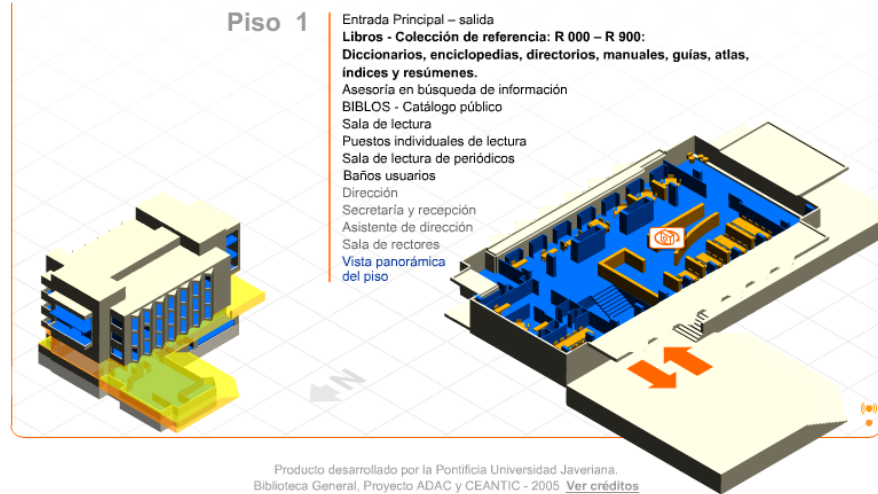 Piso 1
Entrada Principal – salida
Libros - Colección de referencia: R 000 – R 900:
Diccionarios, enciclopedias, directorios, manuales, guías, atlas,
índices y resúmenes.
Asesoría en búsqueda de información
BIBLOS - Catálogo público
Sala de lectura
Puestos individuales de lectura
Sala de lectura de periódicos
Baños usuarios
Dirección
Secretaría y recepción
Asistente de dirección
Sala de rectores
Vista panorámica
del piso
N
Producto desarrollado por la Pontificia Universidad Javeriana.
Biblioteca General, Proyecto ADAC y CEANTIC - 2005 Ver créditos